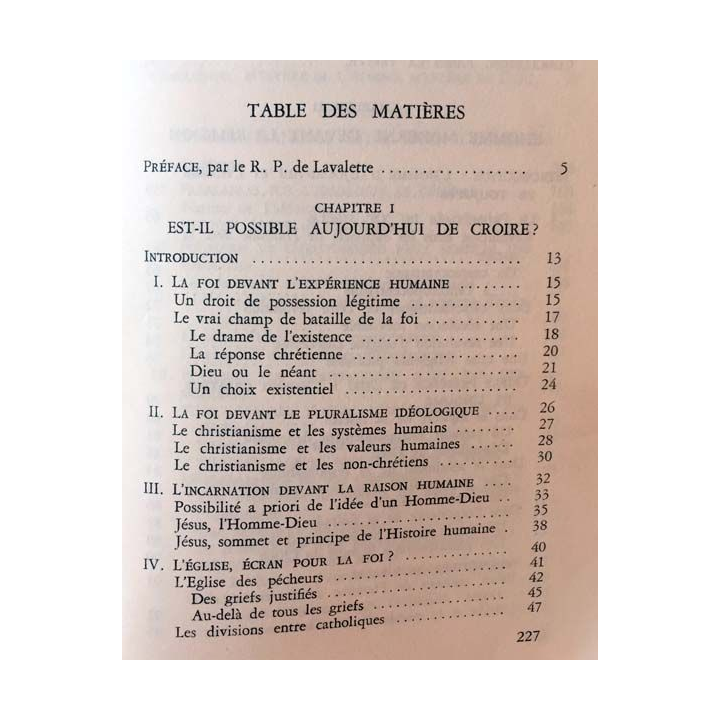 TABLE DES MATIÈRES
PRÉFACE, par le R. P. de Lavalette .................. 5
CHAPITRE I
EST-IL POSSIBLE AUJOURD'HUI DE CROIRE ?
INTRODUCTION .................................. 13
I. LA FOI DEVANT L'EXPÉRIENCE HUMAINE ........ 15
Un droit de possession légitime .............. 15
Le vrai champ de bataille de la foi ............ 17
Le drame de l'existence .................... 18
La réponse chrétienne ...................... 20
Dieu ou le néant .......................... 21
Un choix existentiel ...................... 24
II. LA FOI DEVANT LE PLURALISME IDÉOLOGIQUE .... 26
Le christianisme et les systèmes humains ........ 27
Le christianisme et les valeurs humaines ...... 28
Le christianisme et les non-chrétiens .......... 30
III. L'INCARNATION DEVANT LA RAISON HUMAINE .... 32
Possibilité a priori de l'idée d'un Homme-Dieu .. 33
Jésus, l'Homme-Dieu ........................ 35
Jésus, sommet et principe de l'Histoire humaine . 38
IV. L'ÉGLISE, ÉCRAN POUR LA FOI ? .............. 40
L'Eglise des pécheurs ........................ 41
Des griefs justifiés ........................ 42
Au-delà de tous les griefs .................. 45
Les divisions entre catholiques .............. 47
227